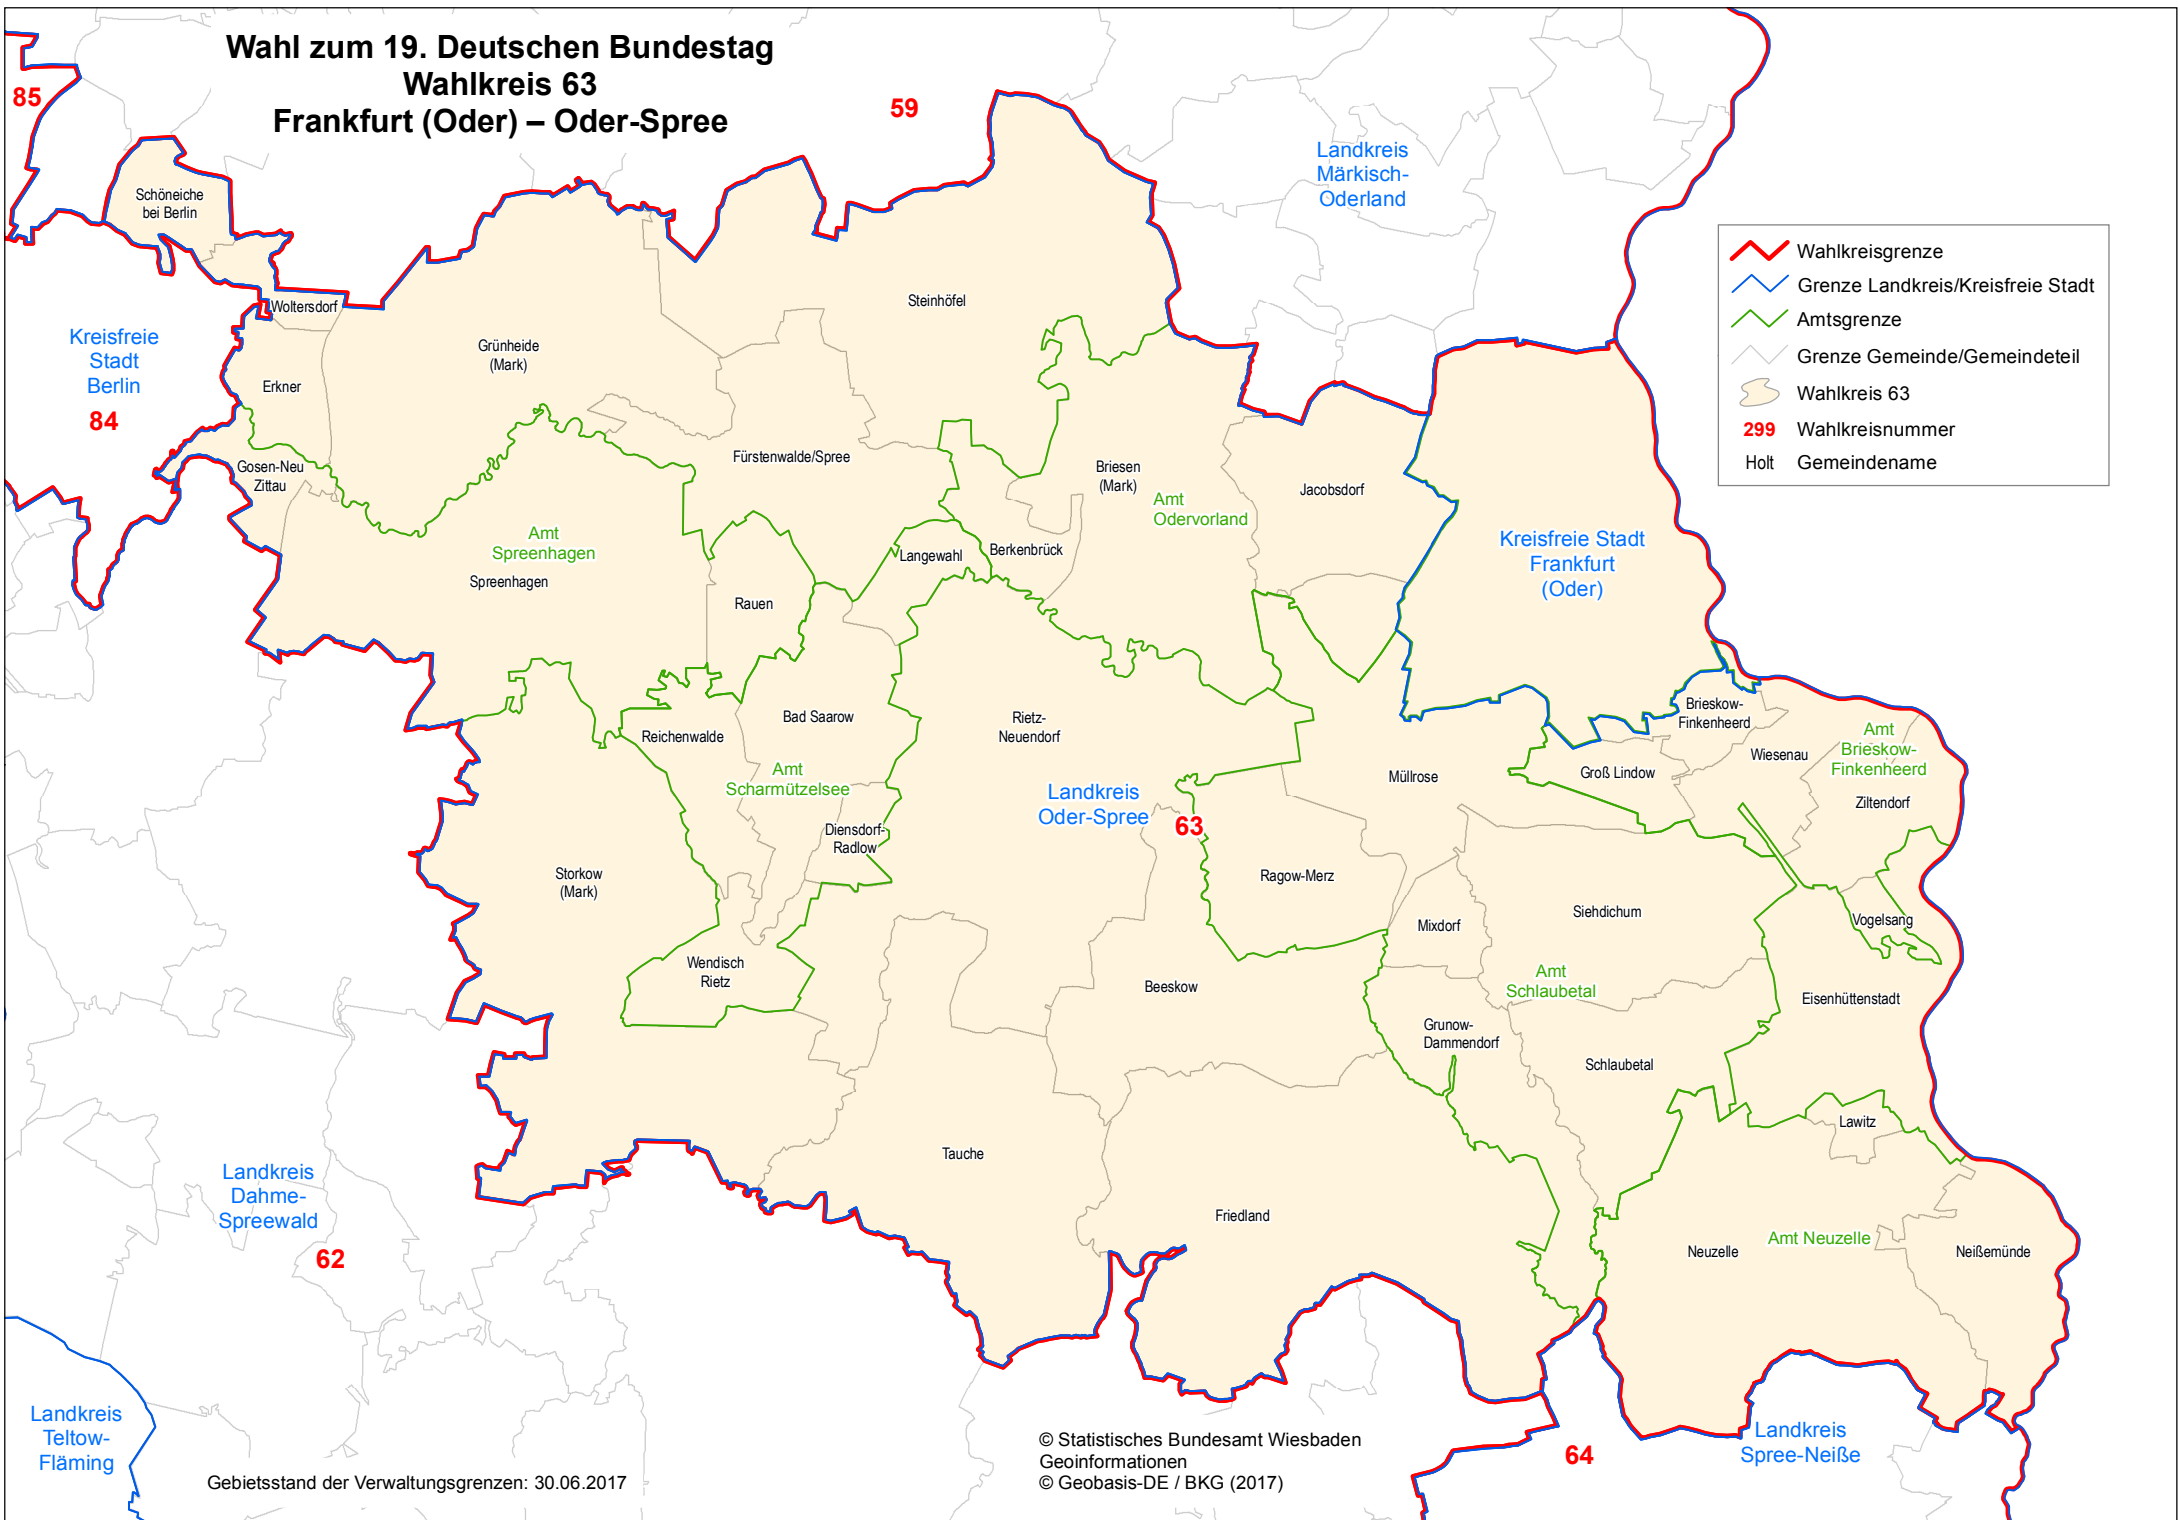 Wahl zum 19. Deutschen Bundestag
Wahlkreis 63
Frankfurt (Oder) – Oder-Spree
85
59
Landkreis
Märkisch-
Oderland
Schöneiche
bei Berlin
Wahlkreisgrenze
Grenze Landkreis/Kreisfreie Stadt
Amtsgrenze
Grenze Gemeinde/Gemeindeteil
Wahlkreis 63
299 Wahlkreisnummer
Holt Gemeindename
Woltersdorf
Steinhöfel
Kreisfreie
Stadt
Berlin
84
Grünheide
(Mark)
Erkner
Gosen-Neu
Zittau
Fürstenwalde/Spree
Briesen
(Mark)
Amt
Odervorland
Jacobsdorf
Amt
Spreenhagen
Spreenhagen
Langewahl
Berkenbrück
Kreisfreie Stadt
Frankfurt
(Oder)
Rauen
Bad Saarow
Reichenwalde
Rietz-
Neuendorf
Brieskow-
Finkenheerd
Wiesenau
Amt
Brieskow-
Finkenheerd
Amt
Scharmützelsee
Müllrose
Groß Lindow
Ziltendorf
Landkreis
Oder-Spree
63
Diensdorf-
Radlow
Storkow
(Mark)
Ragow-Merz
Mixdorf
Siehdichum
Vogelsang
Wendisch
Rietz
Beeskow
Amt
Schlaubetal
Eisenhüttenstadt
Grunow-
Dammendorf
Schlaubetal
Lawitz
Tauche
Landkreis
Dahme-
Spreewald
62
Friedland
Neuzelle
Amt Neuzelle
Neißemünde
Landkreis
Teltow-
Fläming
64
Landkreis
Spree-Neiße
Gebietsstand der Verwaltungsgrenzen: 30.06.2017
© Statistisches Bundesamt Wiesbaden
Geoinformationen
© Geobasis-DE / BKG (2017)